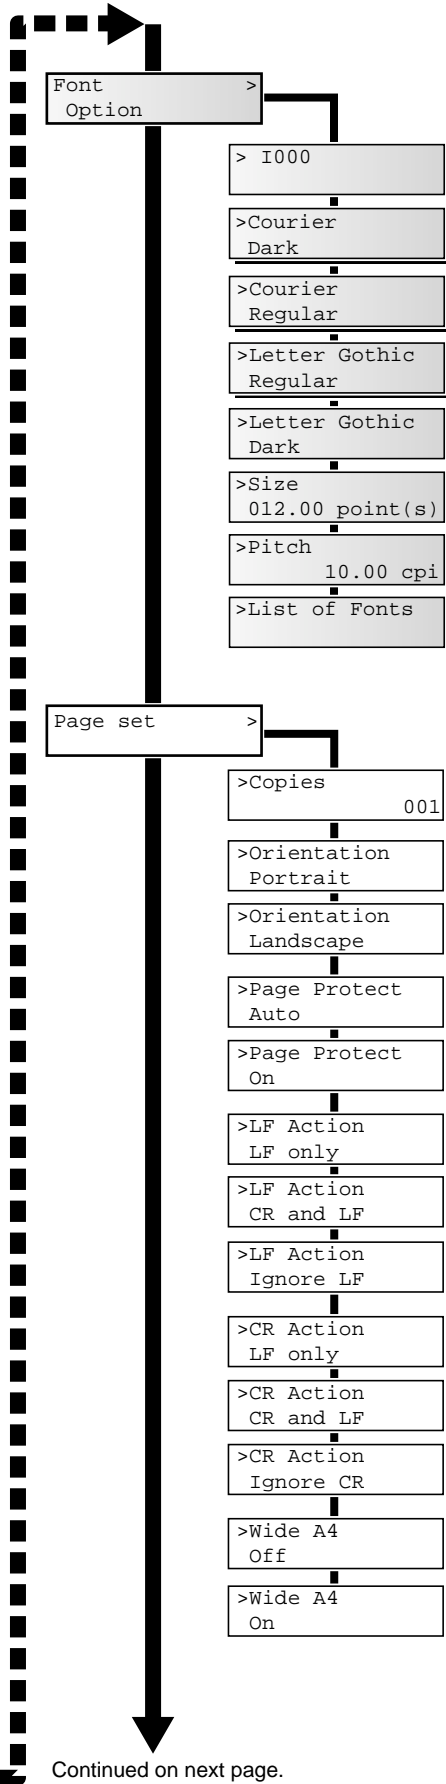 Font >
Option
> I000
>Courier
Dark
>Courier
Regular
>Letter Gothic
Regular
>Letter Gothic
Dark
>Size
012.00 point(s)
>Pitch
10.00 cpi
>List of Fonts
Page set >
>Copies
001
>Orientation
Portrait
>Orientation
Landscape
>Page Protect
Auto
>Page Protect
On
>LF Action
LF only
>LF Action
CR and LF
>LF Action
Ignore LF
>CR Action
LF only
>CR Action
CR and LF
>CR Action
Ignore CR
>Wide A4
Off
>Wide A4
On
Continued on next page.